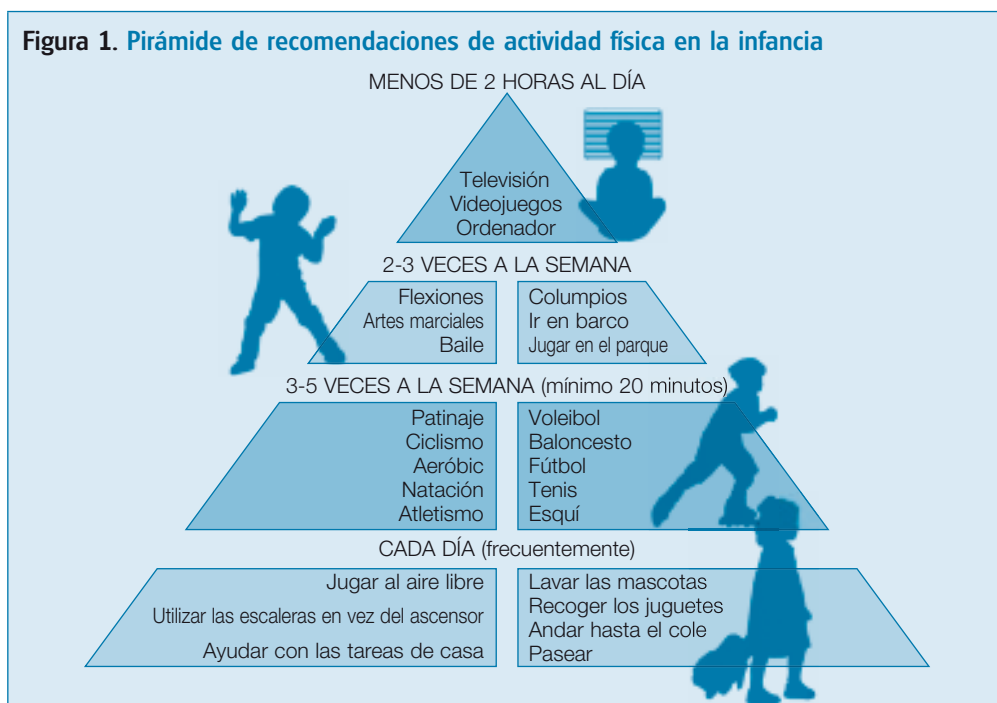 Figura 1. Pirámide de recomendaciones de actividad física en la infancia
MENOS DE 2 HORAS AL DÍA
Televisión
Videojuegos
Ordenador
2-3 VECES A LA SEMANA
Flexiones
Artes marciales
Baile
Columpios
Ir en barco
Jugar en el parque
3-5 VECES A LA SEMANA (mínimo 20 minutos)
Patinaje
Ciclismo
Aeróbic
Natación
Atletismo
Voleibol
Baloncesto
Fútbol
Tenis
Esquí
CADA DÍA (frecuentemente)
Jugar al aire libre
Utilizar las escaleras en vez del ascensor
Ayudar con las tareas de casa
Lavar las mascotas
Recoger los juguetes
Andar hasta el cole
Pasear